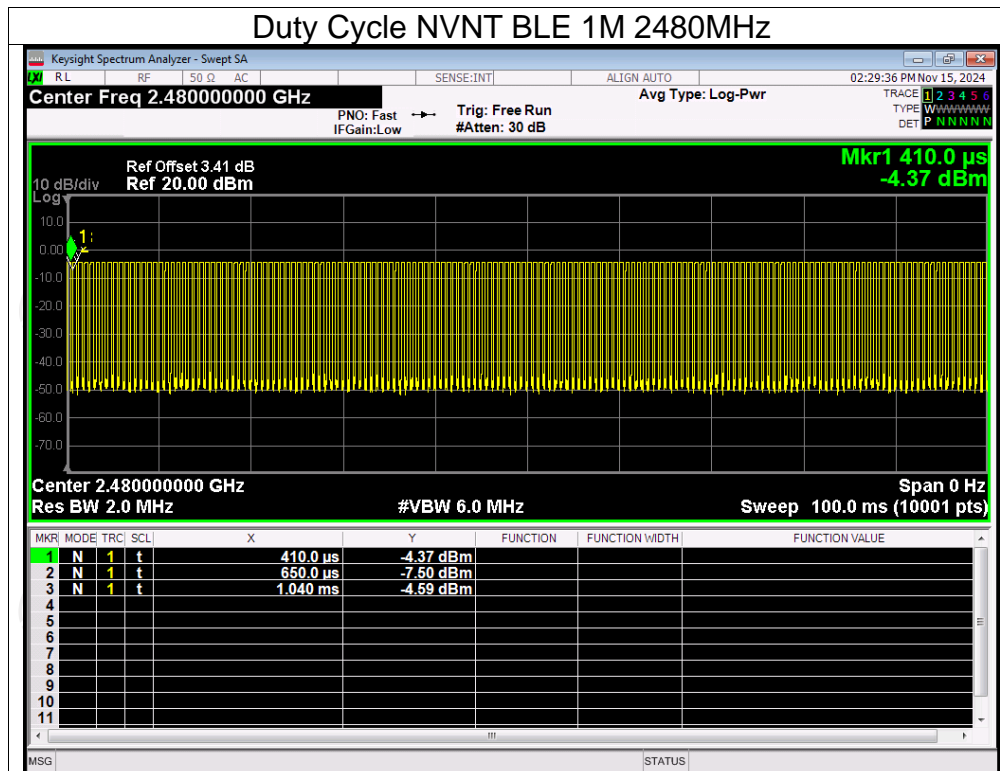 Duty Cycle NVNT BLE 1M 2480MHz
Keysight Spectrum Analyzer - Swept SA
LXI RL RF 50 Ω AC SENSE:INT ALIGN AUTO 02:29:36 PM Nov 15, 2024
Center Freq 2.480000000 GHz Avg Type: Log-Pwr TRACE 1 2 3 4 5 6
PNO: Fast Trig: Free Run TYPE WWWWWW
IFGain:Low #Atten: 30 dB DET P N N N N N
Mkr1 410.0 µs
-4.37 dBm
Ref Offset 3.41 dB
10 dB/div Ref 20.00 dBm
Log
10.0
1
0.00
-10.0
-20.0
-30.0
-40.0
-50.0
-60.0
-70.0
Center 2.480000000 GHz Span 0 Hz
Res BW 2.0 MHz #VBW 6.0 MHz Sweep 100.0 ms (10001 pts)
MKR MODE TRC SCL X Y FUNCTION FUNCTION WIDTH FUNCTION VALUE
1 N 1 t 410.0 µs -4.37 dBm
2 N 1 t 650.0 µs -7.50 dBm
3 N 1 t 1.040 ms -4.59 dBm
4
5
6
7
8
9
10
11
MSG STATUS